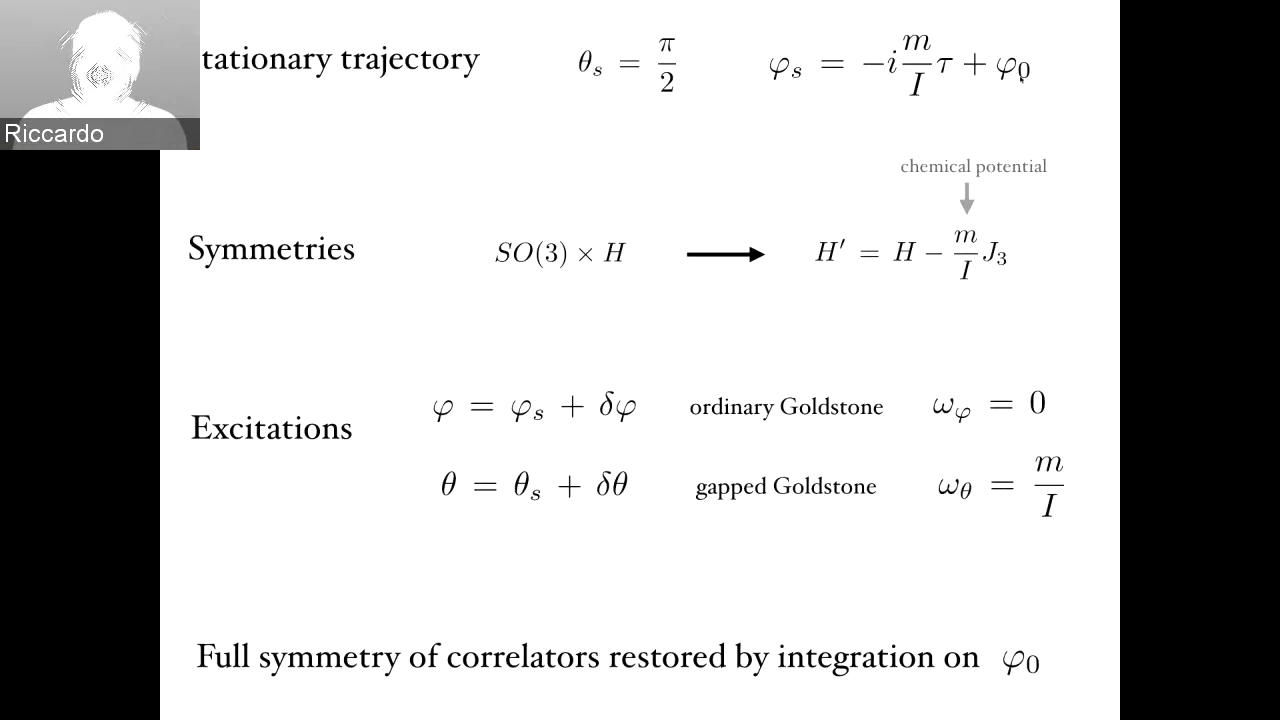 tationary trajectory θ_s = π/2 φ_s = −i m/I τ + φ_0
Riccardo
chemical potential
Symmetries SO(3) × H ⟶ H′ = H − m/I J_3
Excitations
φ = φ_s + δφ ordinary Goldstone ω_φ = 0
θ = θ_s + δθ gapped Goldstone ω_θ = m/I
Full symmetry of correlators restored by integration on φ_0